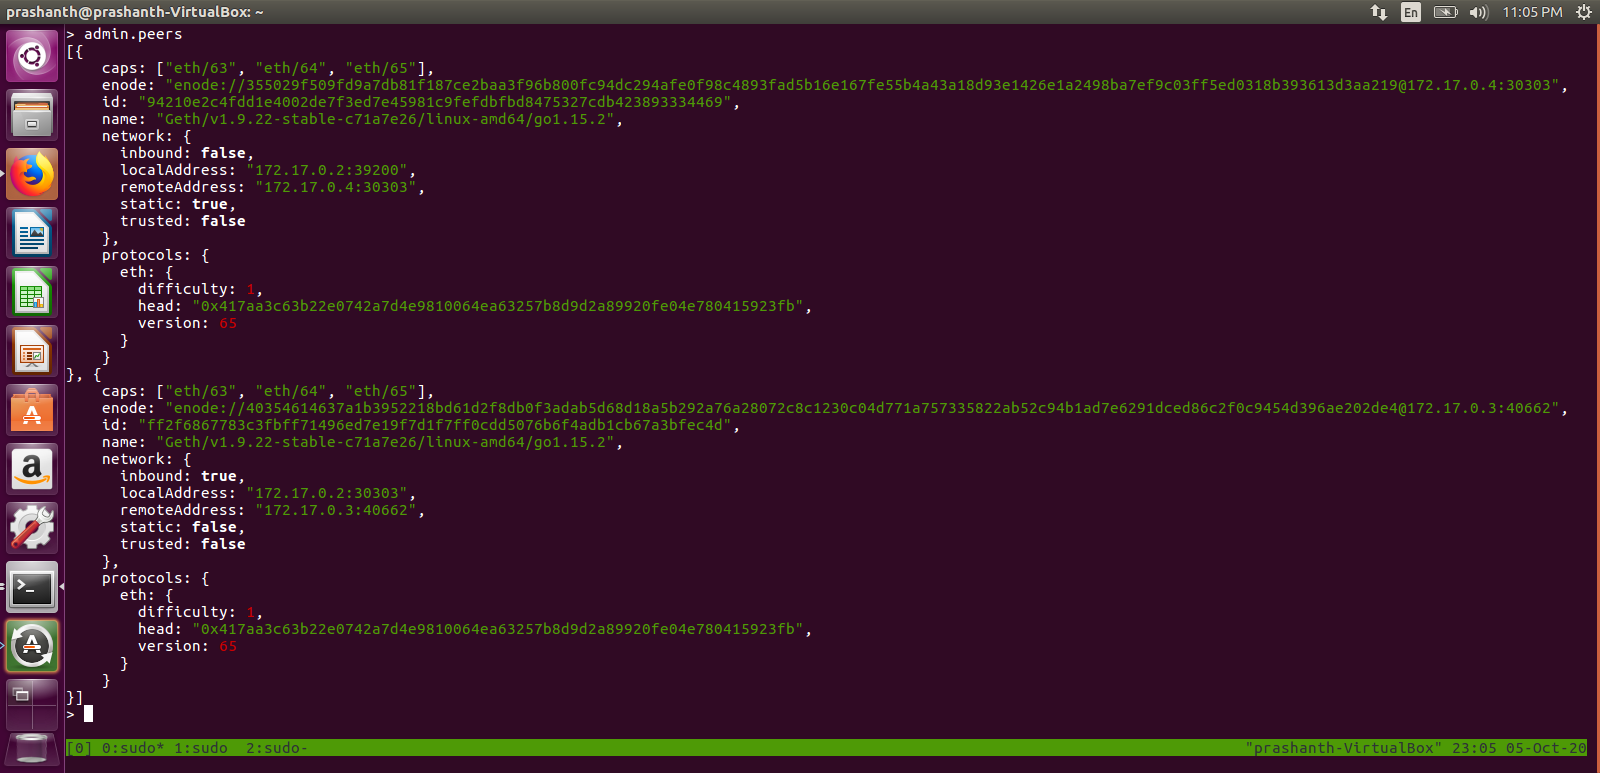 prashanth@prashanth-VirtualBox: ~
En
11:05 PM
> admin.peers
[{
    caps: ["eth/63", "eth/64", "eth/65"],
    enode: "enode://355029f509fd9a7db81f187ce2baa3f96b800fc94dc294afe0f98c4893fad5b16e167fe55b4a43a18d93e1426e1a2498ba7ef9c03ff5ed0318b393613d3aa219@172.17.0.4:30303",
    id: "94210e2c4fdd1e4002de7f3ed7e45981c9fefdbfbd8475327cdb423893334469",
    name: "Geth/v1.9.22-stable-c71a7e26/linux-amd64/go1.15.2",
    network: {
      inbound: false,
      localAddress: "172.17.0.2:39200",
      remoteAddress: "172.17.0.4:30303",
      static: true,
      trusted: false
    },
    protocols: {
      eth: {
        difficulty: 1,
        head: "0x417aa3c63b22e0742a7d4e9810064ea63257b8d9d2a89920fe04e780415923fb",
        version: 65
      }
    }
}, {
    caps: ["eth/63", "eth/64", "eth/65"],
    enode: "enode://40354614637a1b3952218bd61d2f8db0f3adab5d68d18a5b292a76a28072c8c1230c04d771a757335822ab52c94b1ad7e6291dced86c2f0c9454d396ae202de4@172.17.0.3:40662",
    id: "ff2f6867783c3fbff71496ed7e19f7d1f7ff0cdd5076b6f4adb1cb67a3bfec4d",
    name: "Geth/v1.9.22-stable-c71a7e26/linux-amd64/go1.15.2",
    network: {
      inbound: true,
      localAddress: "172.17.0.2:30303",
      remoteAddress: "172.17.0.3:40662",
      static: false,
      trusted: false
    },
    protocols: {
      eth: {
        difficulty: 1,
        head: "0x417aa3c63b22e0742a7d4e9810064ea63257b8d9d2a89920fe04e780415923fb",
        version: 65
      }
    }
}]
>
[0] 0:sudo* 1:sudo  2:sudo-
"prashanth-VirtualBox" 23:05 05-Oct-20